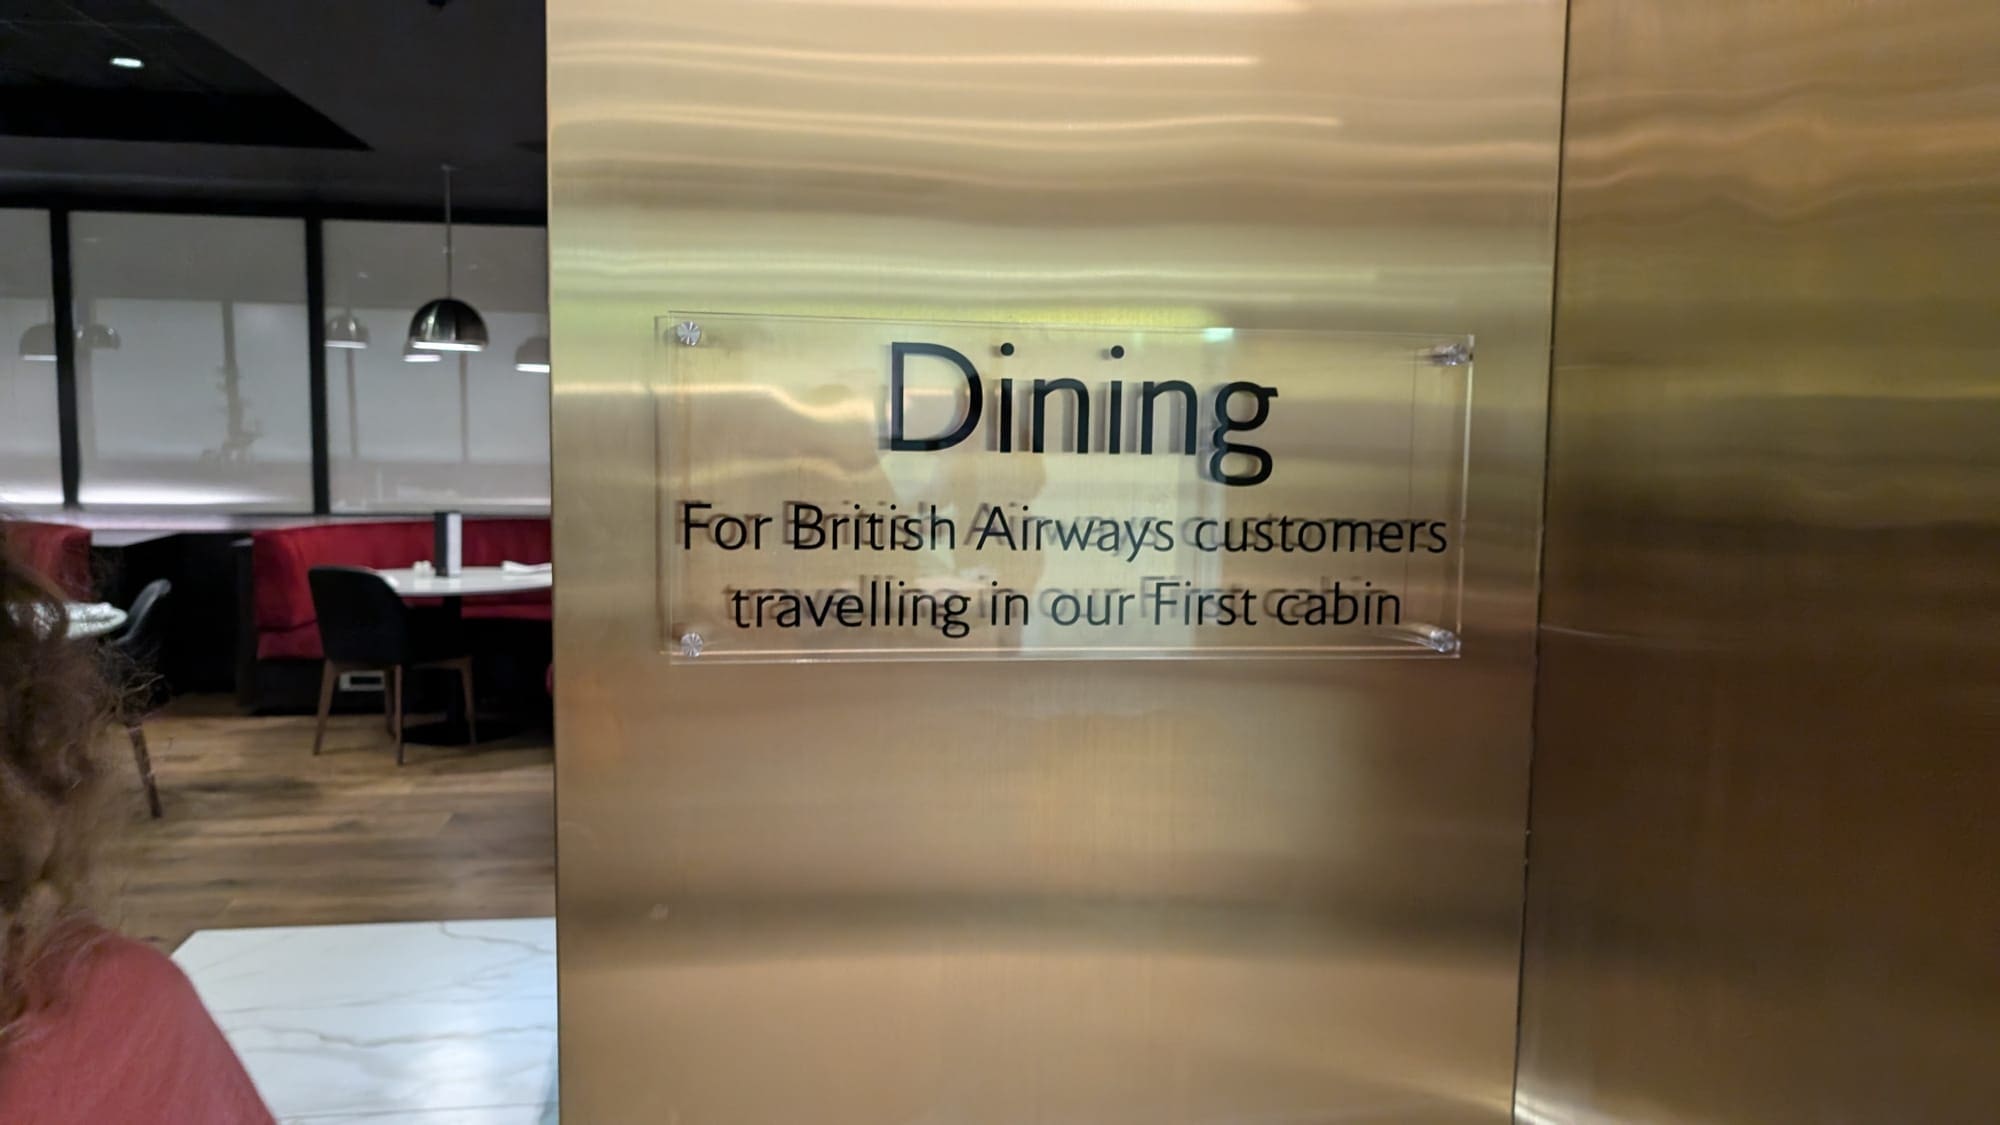 Dining
For British Airways customers
travelling in our First cabin